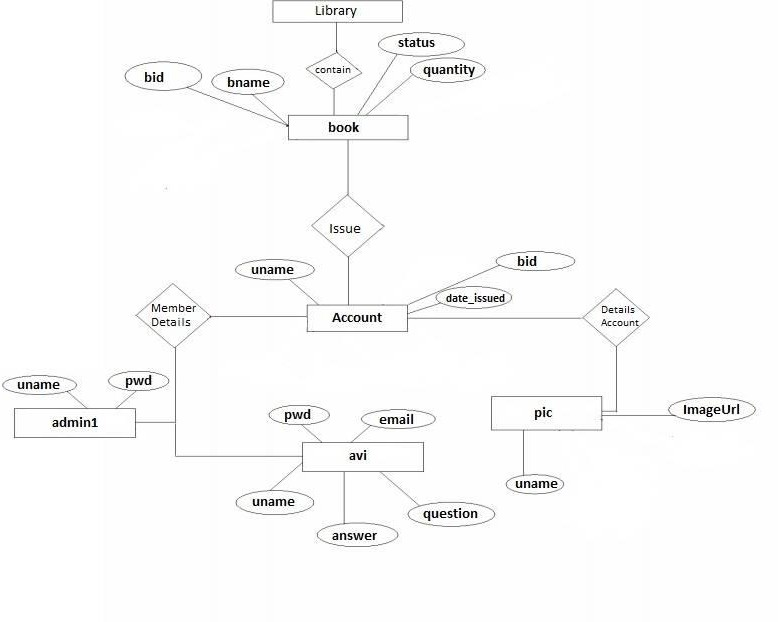 Library
status
contain
quantity
bid
bname
book
Issue
uname
bid
date_issued
Member
Details
Account
Details
Account
uname
pwd
admin1
pwd
email
pic
ImageUrl
avi
uname
uname
question
answer